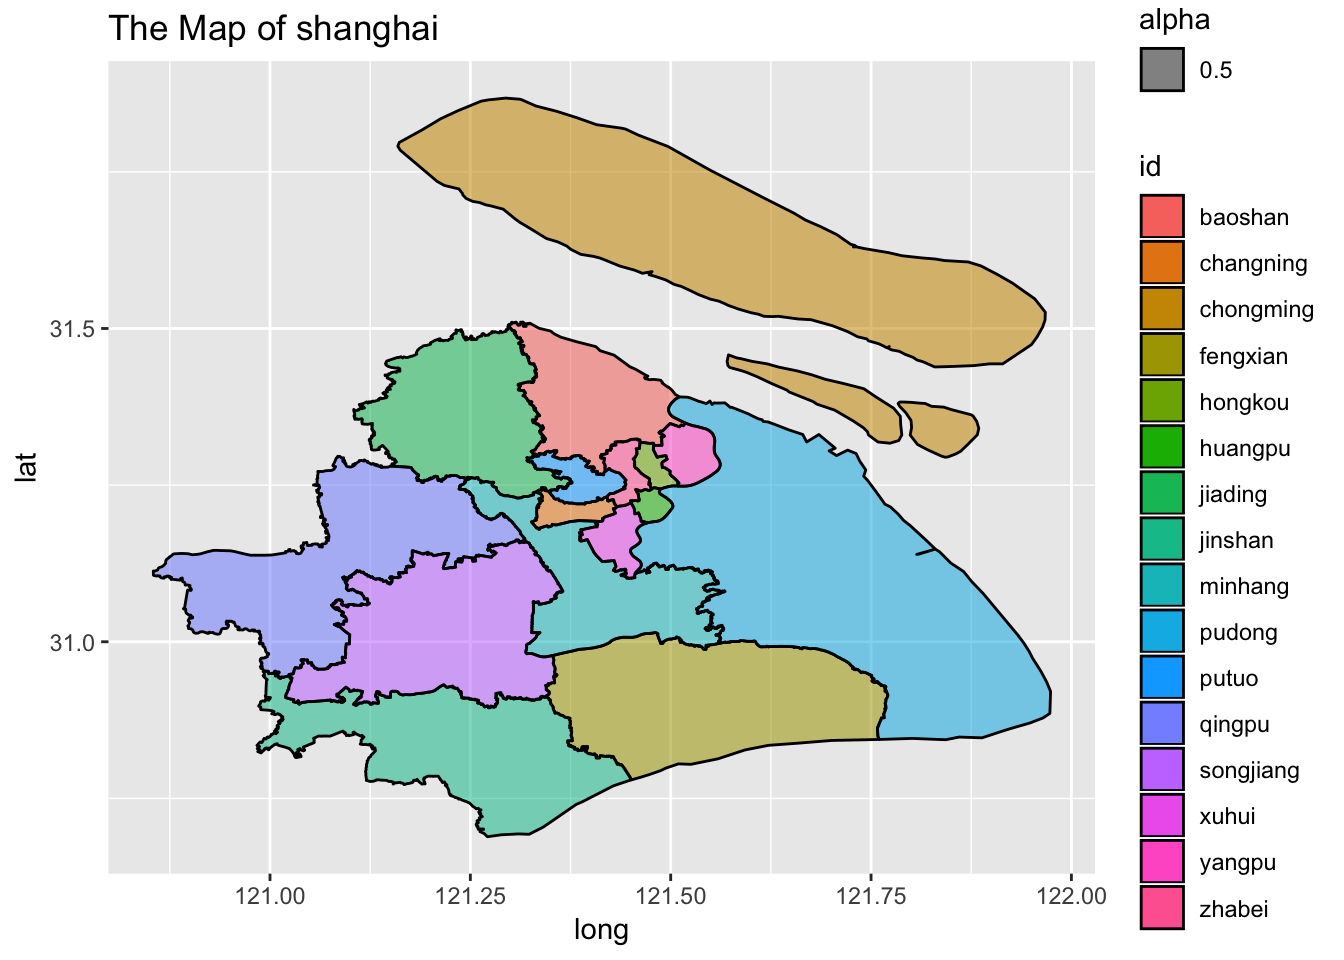 The Map of shanghai
lat
31.5
31.0
121.00
121.25
121.50
121.75
122.00
long
alpha
0.5
id
baoshan
changning
chongming
fengxian
hongkou
huangpu
jiading
jinshan
minhang
pudong
putuo
qingpu
songjiang
xuhui
yangpu
zhabei